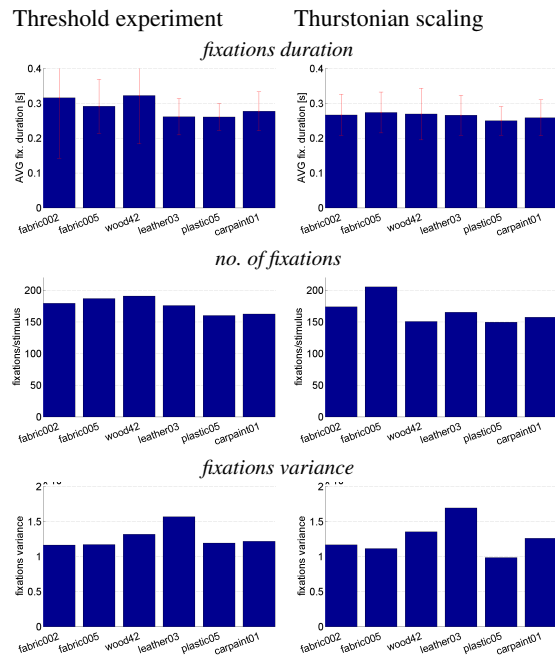 Threshold experiment Thurstonian scaling
fixations duration
AVG fix. duration [s]
0.4
0.3
0.2
0.1
0
fabric002 fabric005 wood42 leather03 plastic05 carpaint01
AVG fix. duration [s]
0.4
0.3
0.2
0.1
0
fabric002 fabric005 wood42 leather03 plastic05 carpaint01
no. of fixations
fixations/stimulus
200
150
100
50
0
fabric002 fabric005 wood42 leather03 plastic05 carpaint01
fixations/stimulus
200
150
100
50
0
fabric002 fabric005 wood42 leather03 plastic05 carpaint01
fixations variance
fixations variance
2
1.5
1
0.5
0
fabric002 fabric005 wood42 leather03 plastic05 carpaint01
fixations variance
2
1.5
1
0.5
0
fabric002 fabric005 wood42 leather03 plastic05 carpaint01